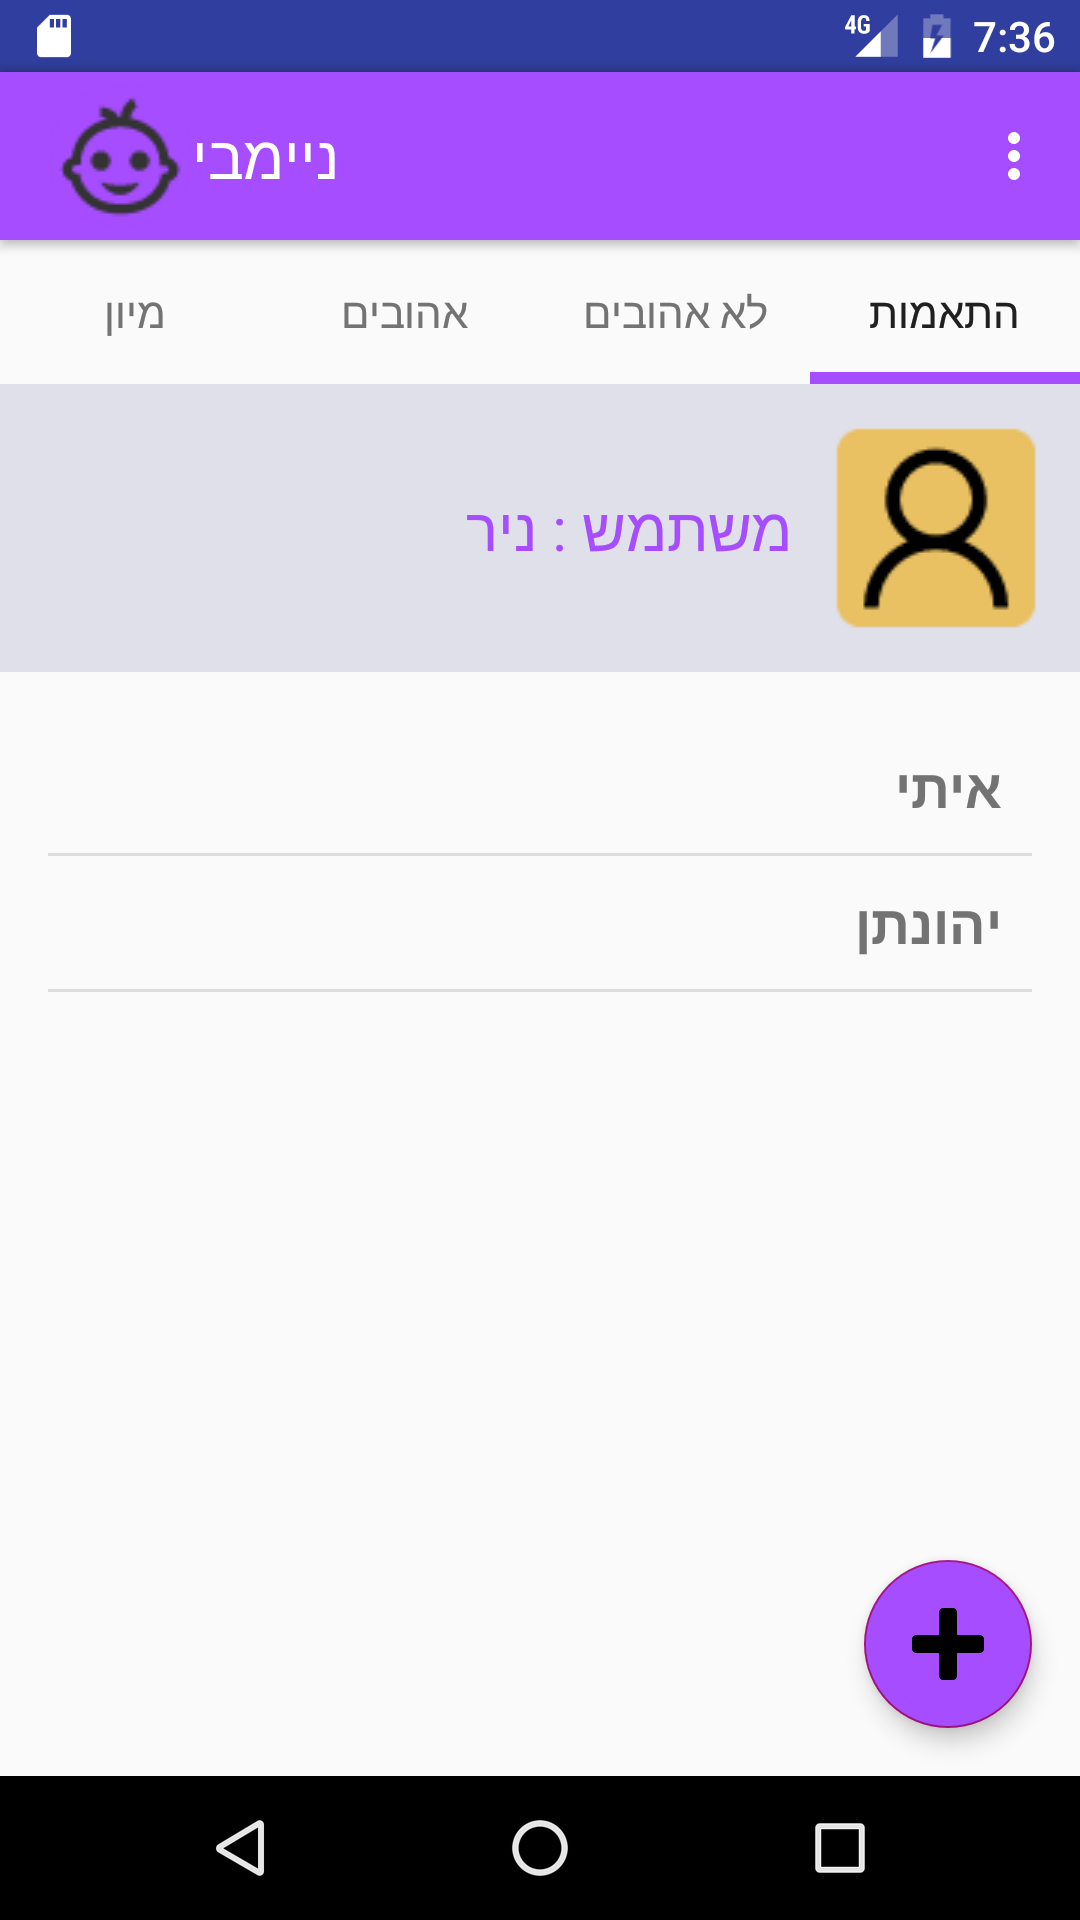 4G 7:36
ניימבי
התאמות לא אהובים אהובים מיון
משתמש : ניר
איתי
יהונתן